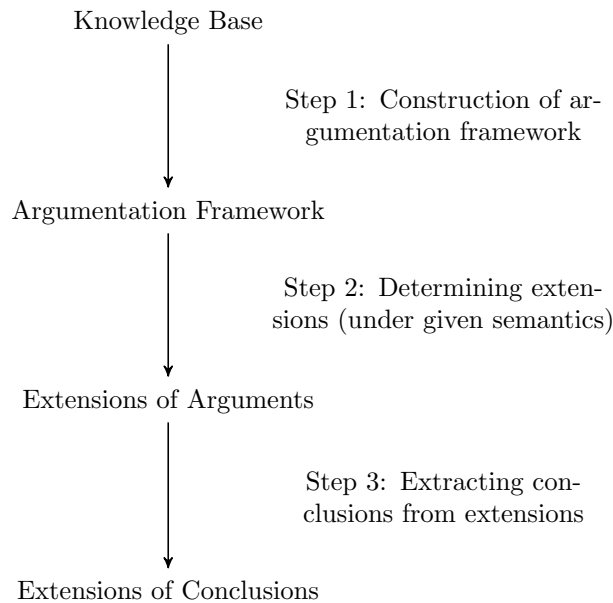 Knowledge Base
Step 1: Construction of ar-
gumentation framework
Argumentation Framework
Step 2: Determining exten-
sions (under given semantics)
Extensions of Arguments
Step 3: Extracting con-
clusions from extensions
Extensions of Conclusions